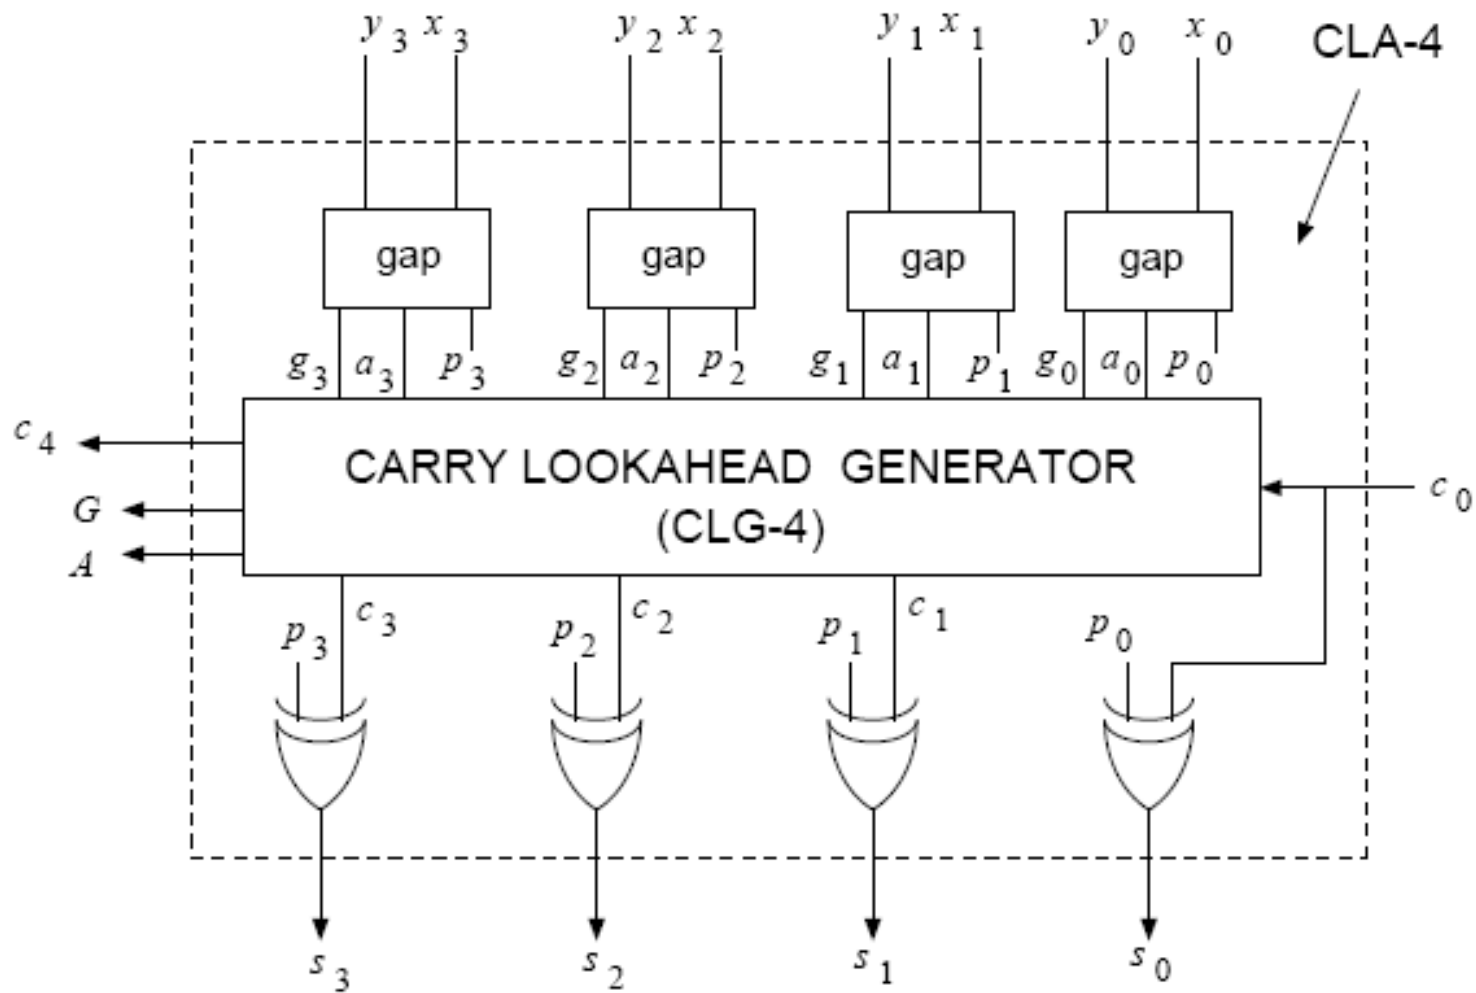 y3 x3 y2 x2 y1 x1 y0 x0 CLA-4
gap gap gap gap
g3 a3 p3 g2 a2 p2 g1 a1 p1 g0 a0 p0
c4
CARRY LOOKAHEAD GENERATOR
(CLG-4)
c0
G
A
p3 c3 p2 c2 p1 c1 p0
s3 s2 s1 s0